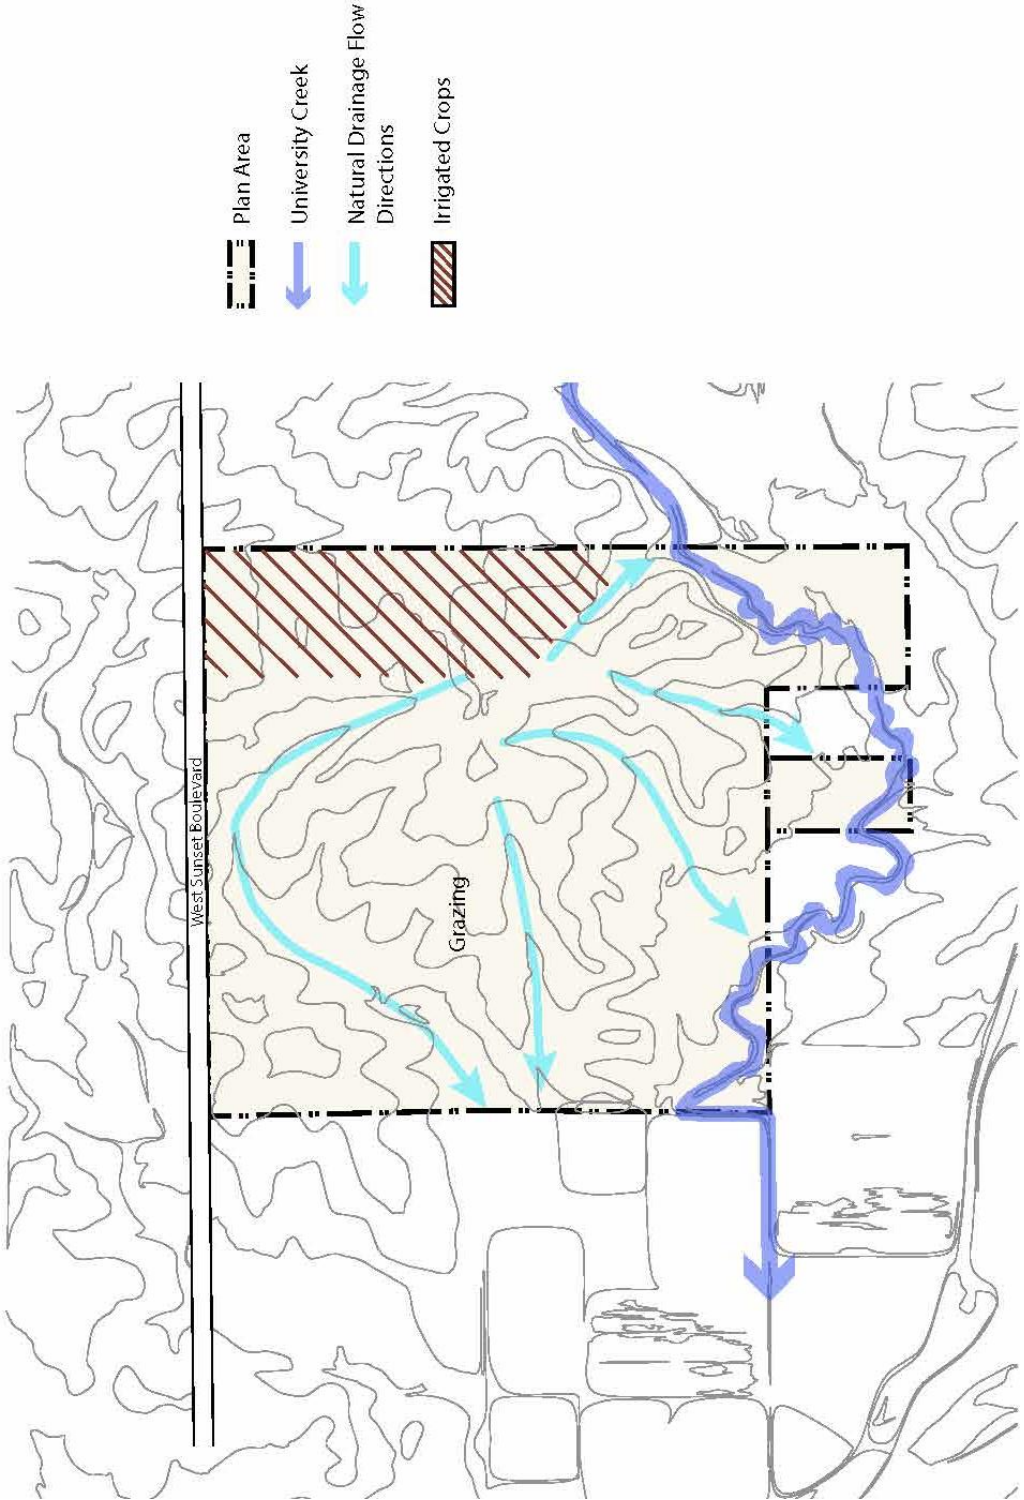 Plan Area
University Creek
Natural Drainage Flow
Directions
Irrigated Crops
West Sunset Boulevard
Grazing